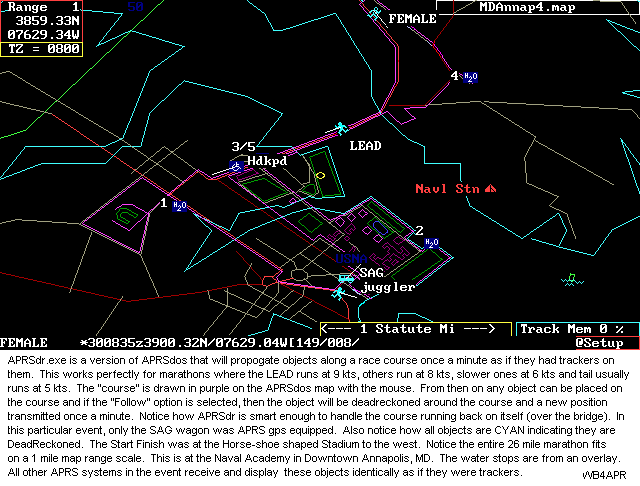 Range 1
3859.33N
07629.34W
TZ = 0800
50
FEMALE
MDAnnap4.map
4 H2O
LEAD
3/5
Hdkpd
Navl Stn
1 H2O
2
H2O
USNA
SAG
juggler
<--- 1 Statute Mi --->
Track Mem 0 %
FEMALE *300835z3900.32N/07629.04W[149/008/
@Setup
APRSdr.exe is a version of APRSdos that will propogate objects along a race course once a minute as if they had trackers on
them. This works perfectly for marathons where the LEAD runs at 9 kts, others run at 8 kts, slower ones at 6 kts and tail usually
runs at 5 kts. The "course" is drawn in purple on the APRSdos map with the mouse. From then on any object can be placed on
the course and if the "Follow" option is selected, then the object will be deadreckoned around the course and a new position
transmitted once a minute. Notice how APRSdr is smart enough to handle the course running back on itself (over the bridge). In
this particular event, only the SAG wagon was APRS gps equipped. Also notice how all objects are CYAN indicating they are
DeadReckoned. The Start Finish was at the Horse-shoe shaped Stadium to the west. Notice the entire 26 mile marathon fits
on a 1 mile map range scale. This is at the Naval Academy in Downtown Annapolis, MD. The water stops are from an overlay.
All other APRS systems in the event receive and display these objects identically as if they were trackers.
WB4APR